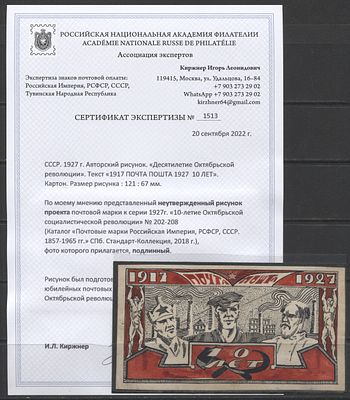 РОССИЙСКАЯ НАЦИОНАЛЬНАЯ АКАДЕМИЯ ФИЛАТЕЛИИ
ACADÉMIE NATIONALE RUSSE DE PHILATÉLIE
Ассоциация экспертов
Киржнер Игорь Леонидович
Экспертиза знаков почтовой оплаты:
Российская Империя, РСФСР, СССР,
Тувинская Народная Республика
119415, Москва, ул. Удальцова, 16–84
+7 903 273 29 02
WhatsApp +7 903 273 29 02
kirzhner64@gmail.com
СЕРТИФИКАТ ЭКСПЕРТИЗЫ № 1513
20 сентября 2022 г.
СССР. 1927 г. Авторский рисунок. «Десятилетие Октябрьской
революции». Текст «1917 ПОЧТА ПОШТА 1927 10 ЛЕТ».
Картон. Размер рисунка : 121 : 67 мм.
По моему мнению представленный неутвержденный рисунок
проекта почтовой марки к серии 1927г. «10-летие Октябрьской
социалистической революции» № 202-208
(Каталог «Почтовые марки Российская Империя, РСФСР, СССР.
1857-1965 гг.» СПб. Стандарт-Коллекция, 2018 г.),
фото которого прилагается, подлинный.
Рисунок был подгото
юбилейных почтовых
Октябрьской революци
И.Л. Киржнер
1917 ПОЧТА ПОШТА 1927
10
ЛЕТ